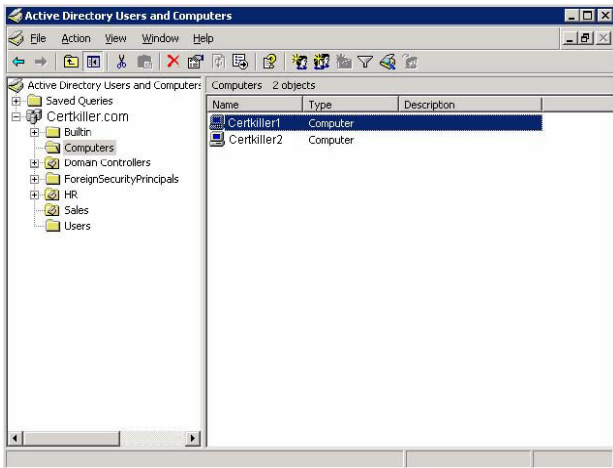 Active Directory Users and Computers
File Action View Window Help
Active Directory Users and Computers
Saved Queries
Certkiller.com
Builtin
Computers
Domain Controllers
ForeignSecurityPrincipals
HR
Sales
Users
Computers 2 objects
Name Type Description
Certkiller1 Computer
Certkiller2 Computer